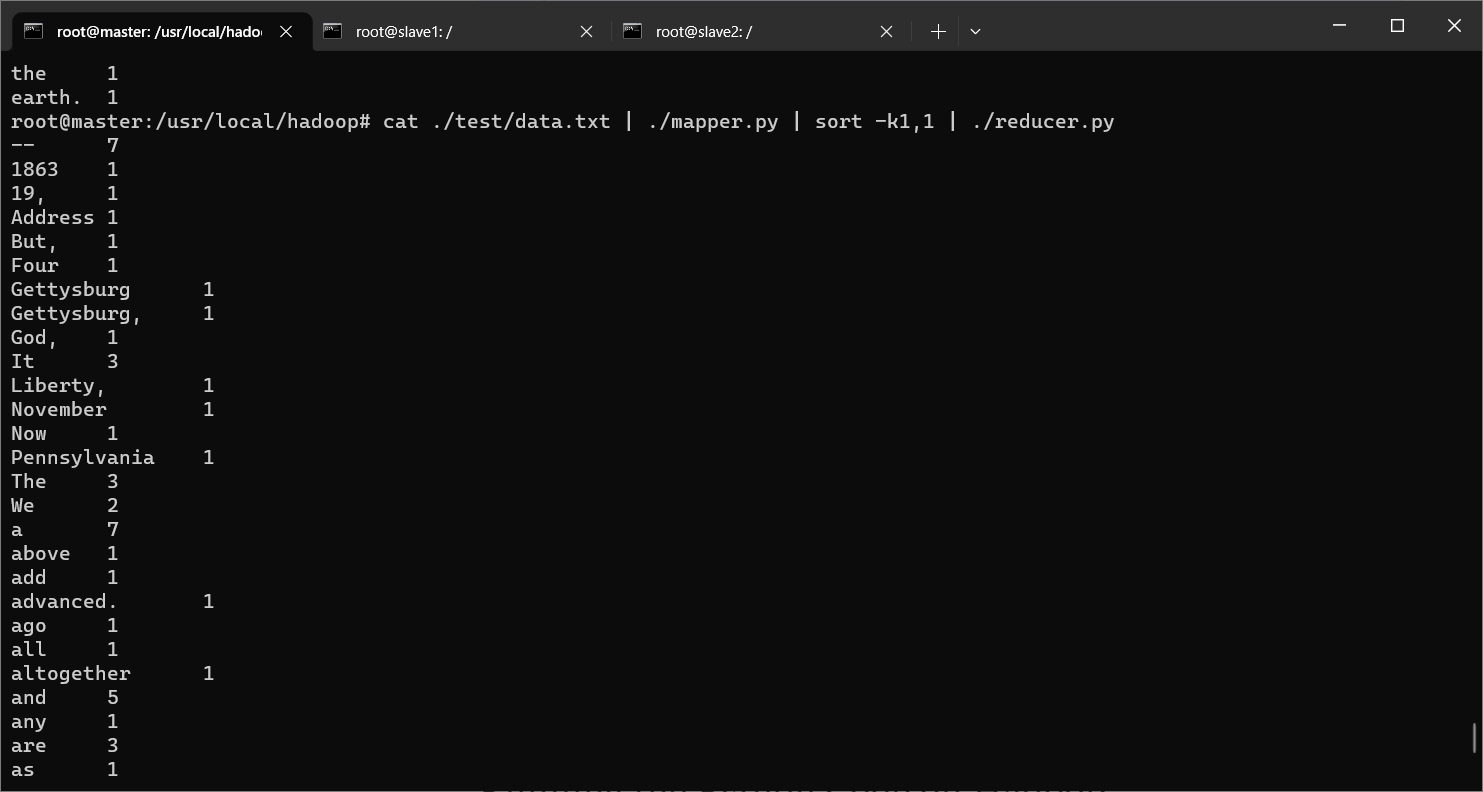 root@master: /usr/local/hado root@slave1: / root@slave2: /
the 1
earth. 1
root@master:/usr/local/hadoop# cat ./test/data.txt | ./mapper.py | sort -k1,1 | ./reducer.py
-- 7
1863 1
19, 1
Address 1
But, 1
Four 1
Gettysburg 1
Gettysburg, 1
God, 1
It 3
Liberty, 1
November 1
Now 1
Pennsylvania 1
The 3
We 2
a 7
above 1
add 1
advanced. 1
ago 1
all 1
altogether 1
and 5
any 1
are 3
as 1